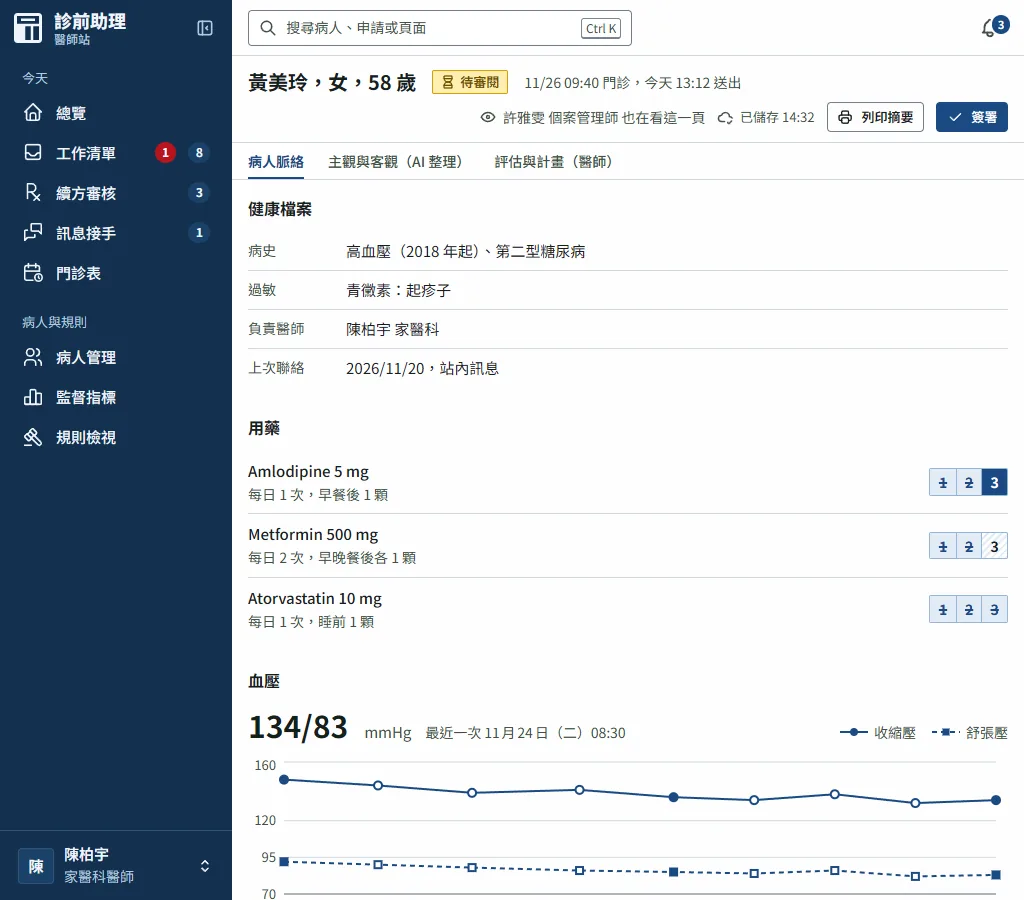 診前助理
醫師站
今天
總覽
工作清單 1 8
續方審核 3
訊息接手 1
門診表
病人與規則
病人管理
監督指標
規則檢視
陳
陳柏宇
家醫科醫師
搜尋病人、申請或頁面 Ctrl K
3
黃美玲，女，58 歲 待審閱 11/26 09:40 門診，今天 13:12 送出
許雅雯 個案管理師 也在看這一頁 已儲存 14:32 列印摘要 簽署
病人脈絡 主觀與客觀（AI 整理） 評估與計畫（醫師）
健康檔案
病史 高血壓（2018 年起）、第二型糖尿病
過敏 青黴素：起疹子
負責醫師 陳柏宇 家醫科
上次聯絡 2026/11/20，站內訊息
用藥
Amlodipine 5 mg
每日 1 次，早餐後 1 顆
1 2 3
Metformin 500 mg
每日 2 次，早晚餐後各 1 顆
1 2 3
Atorvastatin 10 mg
每日 1 次，睡前 1 顆
1 2 3
血壓
134/83 mmHg 最近一次 11月24日（二）08:30 收縮壓 舒張壓
160
120
95
70